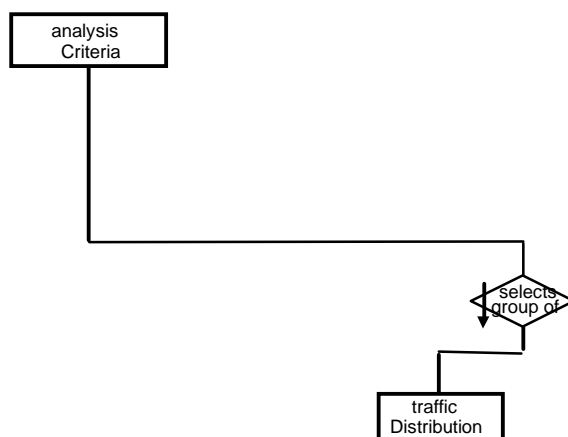 analysis
Criteria
selects
group of
traffic
Distribution